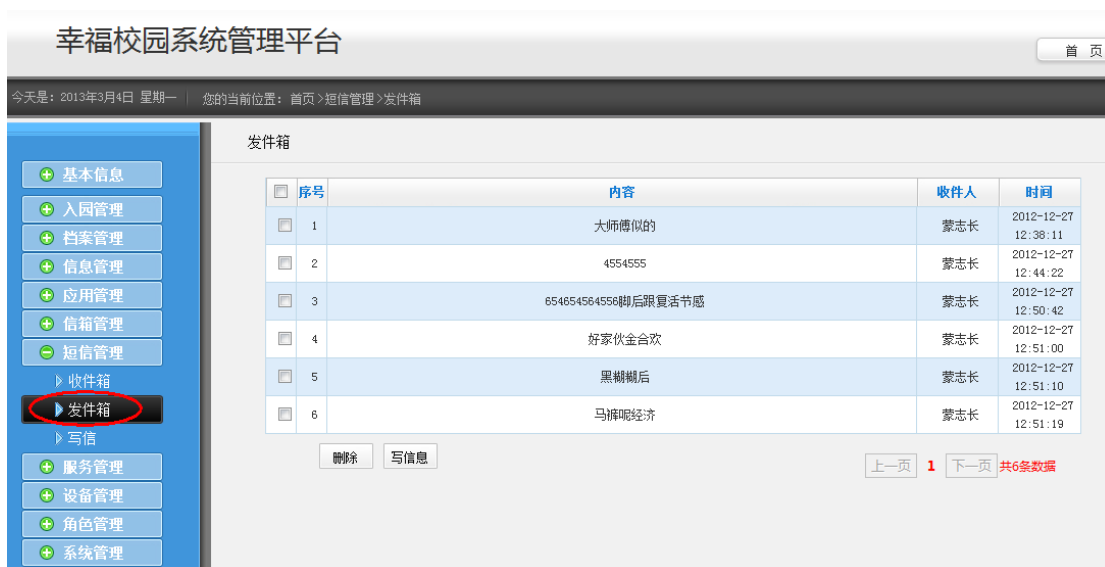 幸福校园系统管理平台
首 页
今天是: 2013年3月4日 星期一 | 您的当前位置: 首页>短信管理>发件箱
发件箱
基本信息
入园管理
档案管理
信息管理
应用管理
信箱管理
短信管理
收件箱
发件箱
写信
服务管理
设备管理
角色管理
系统管理
序号 内容 收件人 时间
1 大师傅似的 蒙志长 2012-12-27 12:38:11
2 4554555 蒙志长 2012-12-27 12:44:22
3 654654564556脚后跟复活节感 蒙志长 2012-12-27 12:50:42
4 好家伙金合欢 蒙志长 2012-12-27 12:51:00
5 黑糊糊后 蒙志长 2012-12-27 12:51:10
6 马裤呢经济 蒙志长 2012-12-27 12:51:19
删除 写信息
上一页 1 下一页 共6条数据